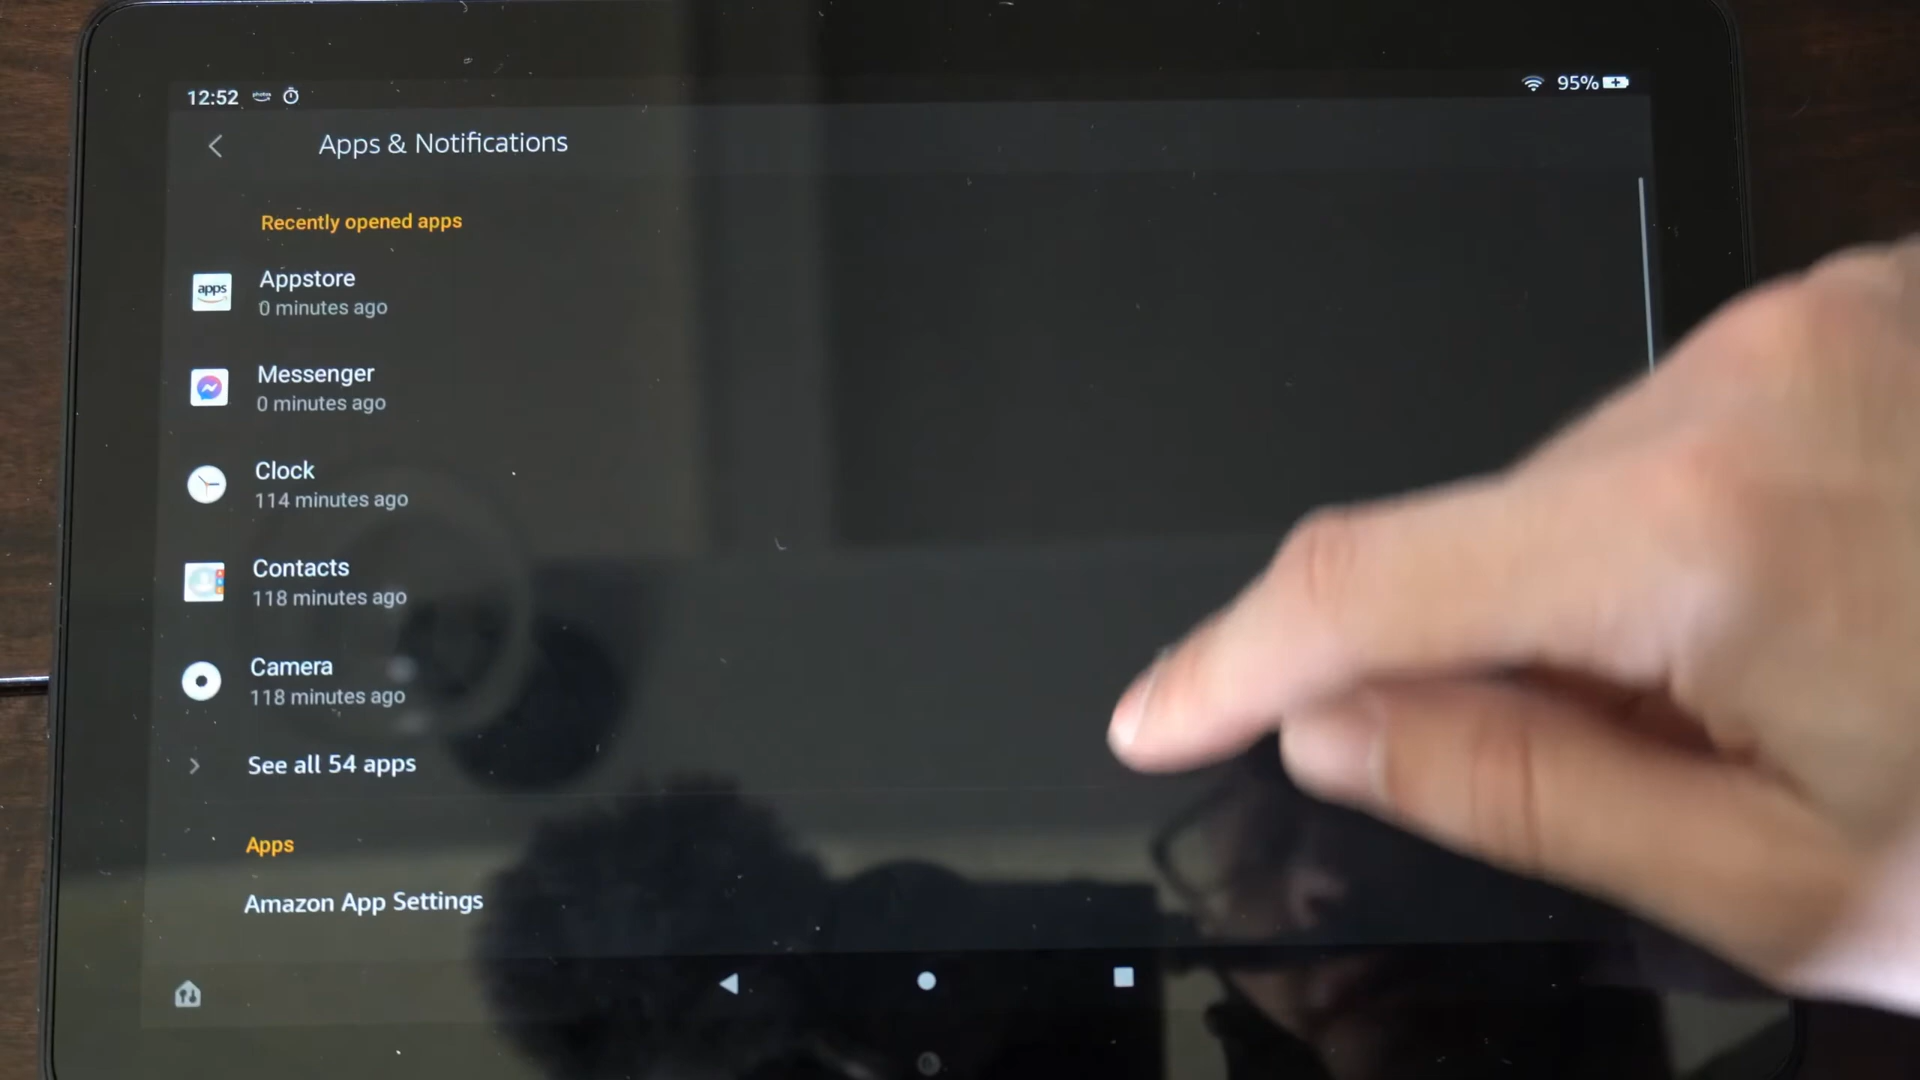 12:52 photos 95%
Apps & Notifications
Recently opened apps
apps
Appstore
0 minutes ago
Messenger
0 minutes ago
Clock
114 minutes ago
Contacts
118 minutes ago
Camera
118 minutes ago
See all 54 apps
Apps
Amazon App Settings